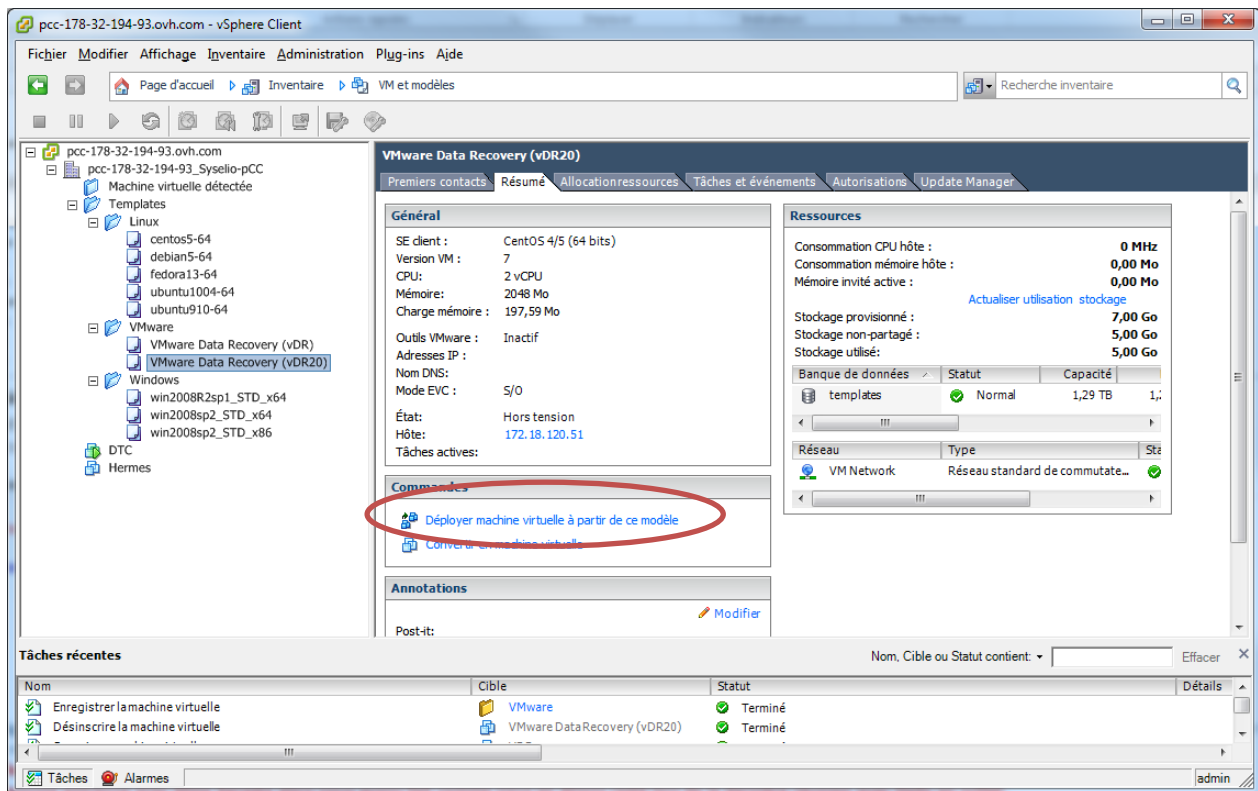 pcc-178-32-194-93.ovh.com - vSphere Client
Fichier Modifier Affichage Inventaire Administration Plug-ins Aide
Page d'accueil Inventaire VM et modèles Recherche inventaire
pcc-178-32-194-93.ovh.com
pcc-178-32-194-93_Syselio-pCC
Machine virtuelle détectée
Templates
Linux
centos5-64
debian5-64
fedora13-64
ubuntu1004-64
ubuntu910-64
VMware
VMware Data Recovery (vDR)
VMware Data Recovery (vDR20)
Windows
win2008R2sp1_STD_x64
win2008sp2_STD_x64
win2008sp2_STD_x86
DTC
Hermes
VMware Data Recovery (vDR20)
Premiers contacts Résumé Allocation ressources Tâches et événements Autorisations Update Manager
Général
SE client : CentOS 4/5 (64 bits)
Version VM : 7
CPU: 2 vCPU
Mémoire: 2048 Mo
Charge mémoire : 197,59 Mo
Outils VMware : Inactif
Adresses IP :
Nom DNS:
Mode EVC : S/O
État: Hors tension
Hôte: 172.18.120.51
Tâches actives:
Commandes
Déployer machine virtuelle à partir de ce modèle
Convertir en machine virtuelle
Annotations
Modifier
Post-it:
Ressources
Consommation CPU hôte : 0 MHz
Consommation mémoire hôte : 0,00 Mo
Mémoire invité active : 0,00 Mo
Actualiser utilisation stockage
Stockage provisionné : 7,00 Go
Stockage non-partagé : 5,00 Go
Stockage utilisé: 5,00 Go
Banque de données Statut Capacité
templates Normal 1,29 TB
Réseau Type
VM Network Réseau standard de commutate...
Tâches récentes Nom, Cible ou Statut contient: Effacer
Nom Cible Statut Détails
Enregistrer la machine virtuelle VMware Terminé
Désinscrire la machine virtuelle VMware Data Recovery (vDR20) Terminé
Tâches Alarmes admin